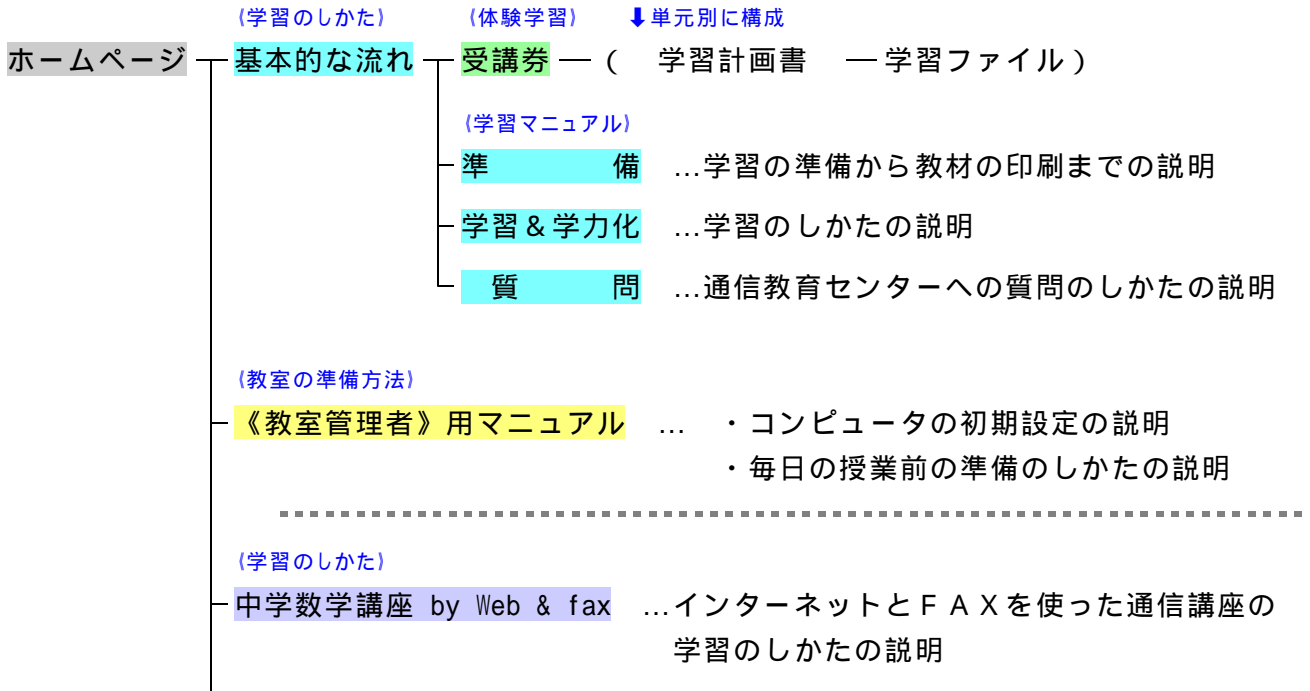 《学習のしかた》 《体験学習》 ⬇単元別に構成
ホームページ 基本的な流れ 受講券 ― ( 学習計画書 ― 学習ファイル )
《学習マニュアル》
準 備 …学習の準備から教材の印刷までの説明
学習＆学力化 …学習のしかたの説明
質 問 …通信教育センターへの質問のしかたの説明
《教室の準備方法》
《教室管理者》用マニュアル … ・コンピュータの初期設定の説明
・毎日の授業前の準備のしかたの説明
《学習のしかた》
中学数学講座 by Web & fax …インターネットとＦＡＸを使った通信講座の
学習のしかたの説明